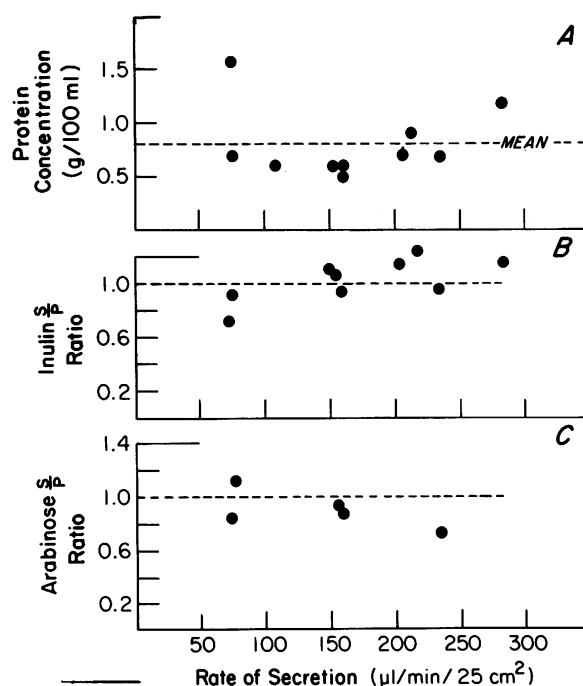 A
Protein
Concentration
(g/100 ml)
1.5
1.0
0.5
MEAN
B
Inulin S/P
Ratio
1.0
0.6
0.2
C
Arabinose S/P
Ratio
1.4
1.0
0.6
0.2
50 100 150 200 250 300
Rate of Secretion (µl/min/25 cm²)